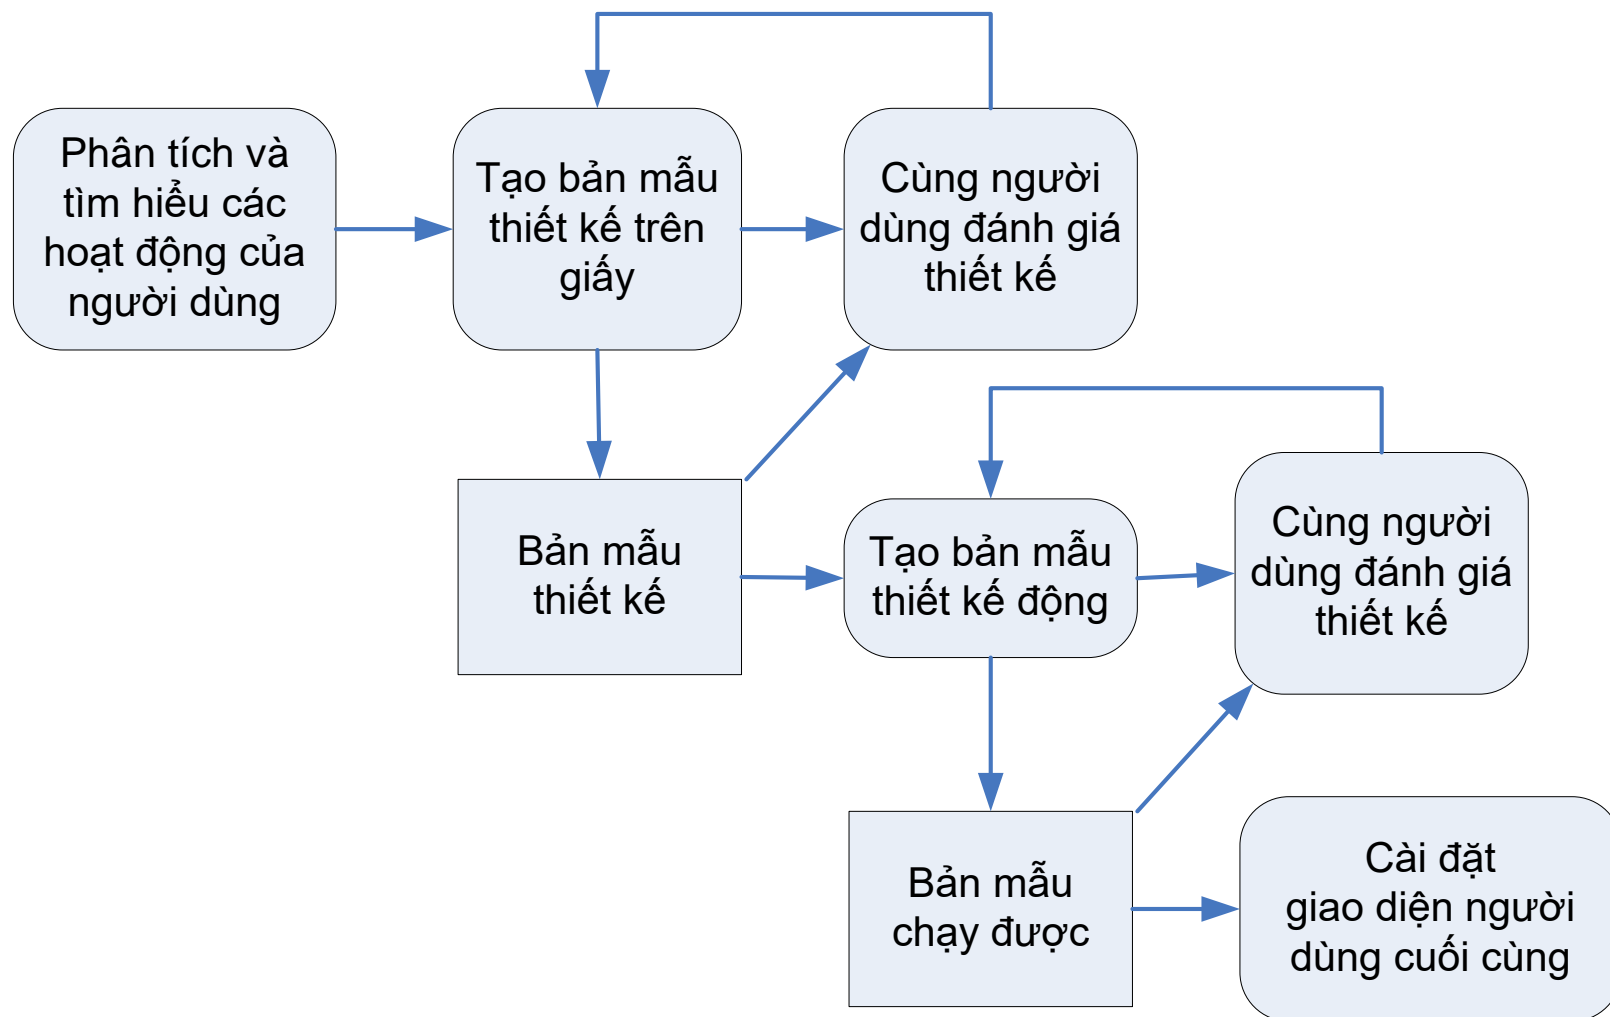 Phân tích và
tìm hiểu các
hoạt động của
người dùng
Tạo bản mẫu
thiết kế trên
giấy
Cùng người
dùng đánh giá
thiết kế
Bản mẫu
thiết kế
Tạo bản mẫu
thiết kế động
Cùng người
dùng đánh giá
thiết kế
Bản mẫu
chạy được
Cài đặt
giao diện người
dùng cuối cùng